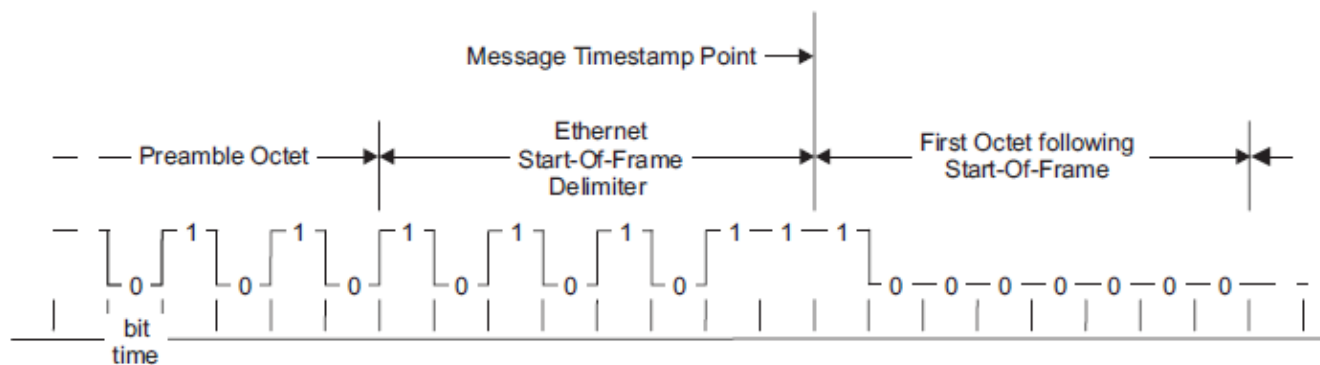 Message Timestamp Point
Preamble Octet
Ethernet
Start-Of-Frame
Delimiter
First Octet following
Start-Of-Frame
0 1 0 1 0 1 0 1 0 1 0 1 1 1 0 0 0 0 0 0 0
bit
time